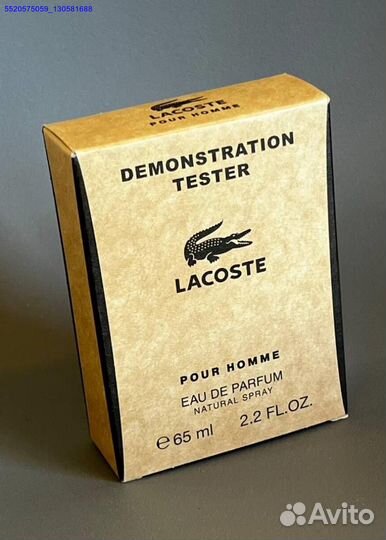 5520575059_130581688
LACOSTE
POUR HOMME
DEMONSTRATION
TESTER
LACOSTE
POUR HOMME
EAU DE PARFUM
NATURAL SPRAY
℮ 65 ml 2.2 FL.OZ.
Avito